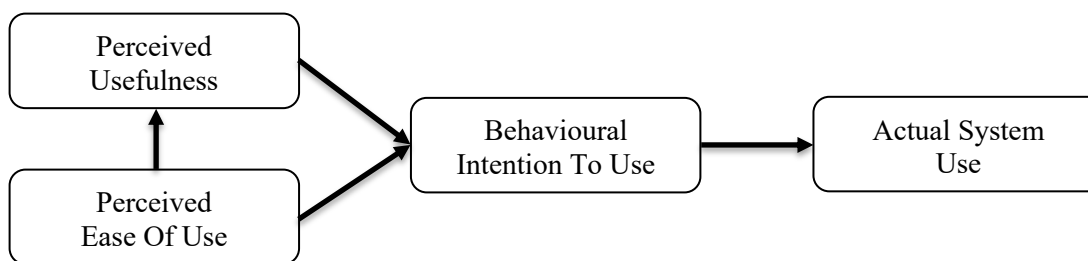 Perceived
Usefulness
Perceived
Ease Of Use
Behavioural
Intention To Use
Actual System
Use